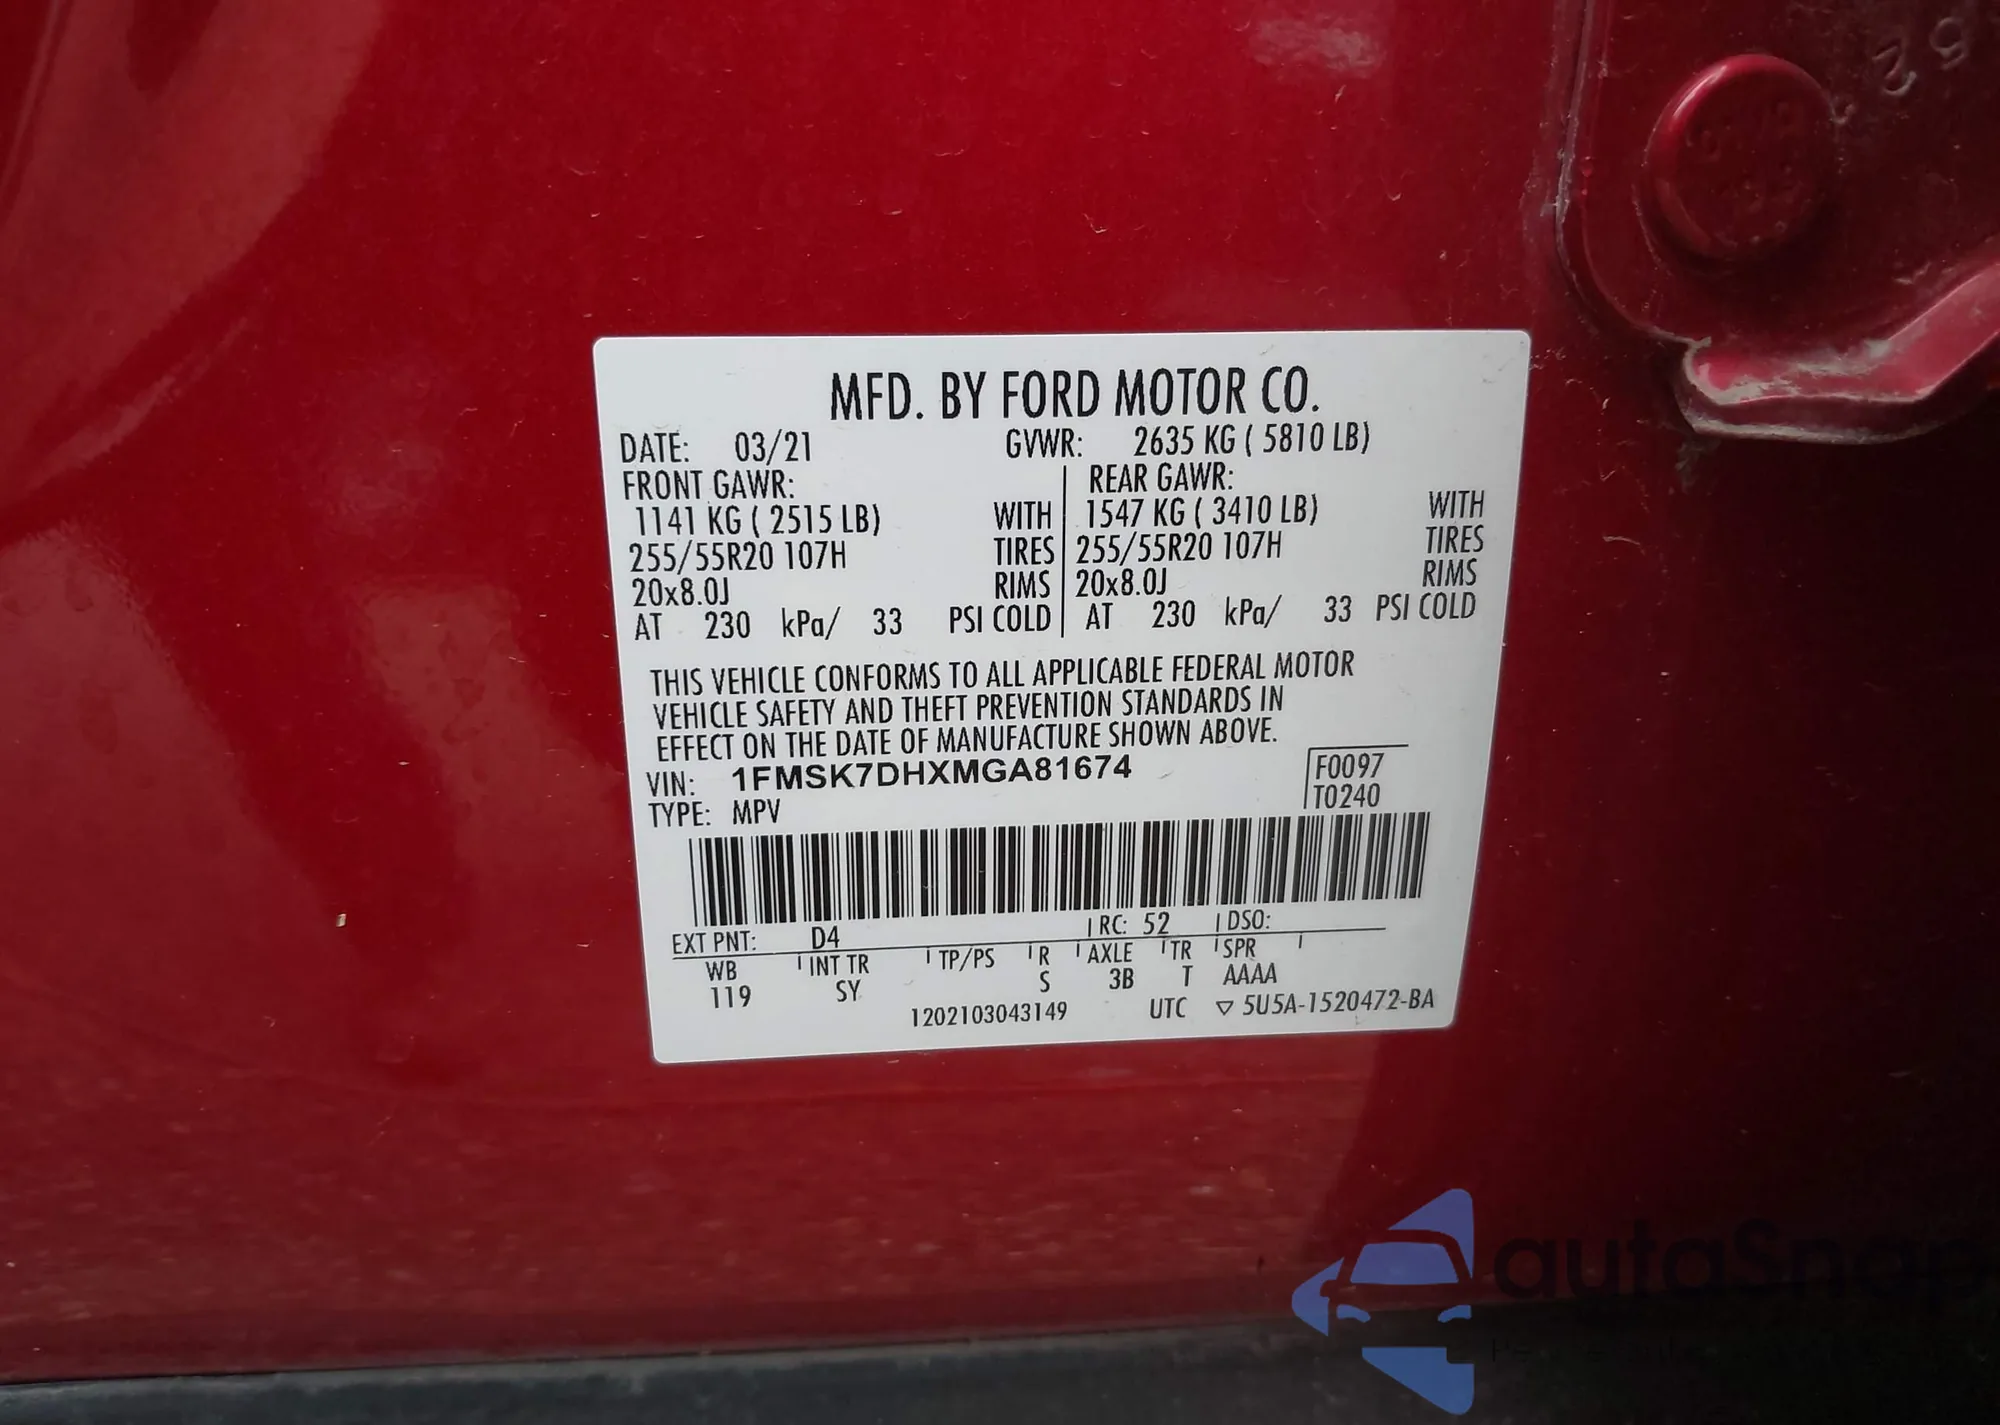 52
MFD. BY FORD MOTOR CO.
DATE: 03/21 GVWR: 2635 KG ( 5810 LB)
FRONT GAWR: REAR GAWR:
1141 KG ( 2515 LB) WITH 1547 KG ( 3410 LB) WITH
255/55R20 107H TIRES 255/55R20 107H TIRES
20x8.0J RIMS 20x8.0J RIMS
AT 230 kPa/ 33 PSI COLD AT 230 kPa/ 33 PSI COLD
THIS VEHICLE CONFORMS TO ALL APPLICABLE FEDERAL MOTOR
VEHICLE SAFETY AND THEFT PREVENTION STANDARDS IN
EFFECT ON THE DATE OF MANUFACTURE SHOWN ABOVE.
VIN: 1FMSK7DHXMGA81674 F0097
TYPE: MPV T0240
EXT PNT: D4 RC: 52 DSO:
WB INT TR TP/PS R AXLE TR SPR
119 SY S 3B T AAAA
1202103043149 UTC ▽ 5U5A-1520472-BA
autaSnap